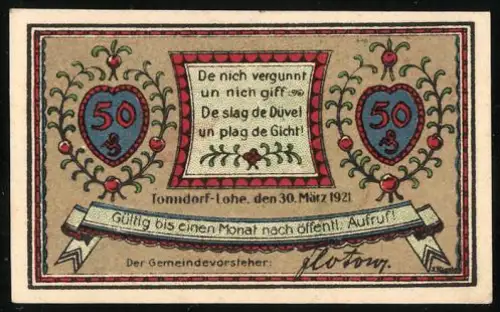 De nich vergunnt
un nich giff
De slag de Düvel
un plag de Gicht!
50 50
₰ ₰
Tonndorf-Lohe, den 30. März 1921
Gültig bis einen Monat nach öffentl. Aufruf!
Der Gemeindevorsteher: Flotow.